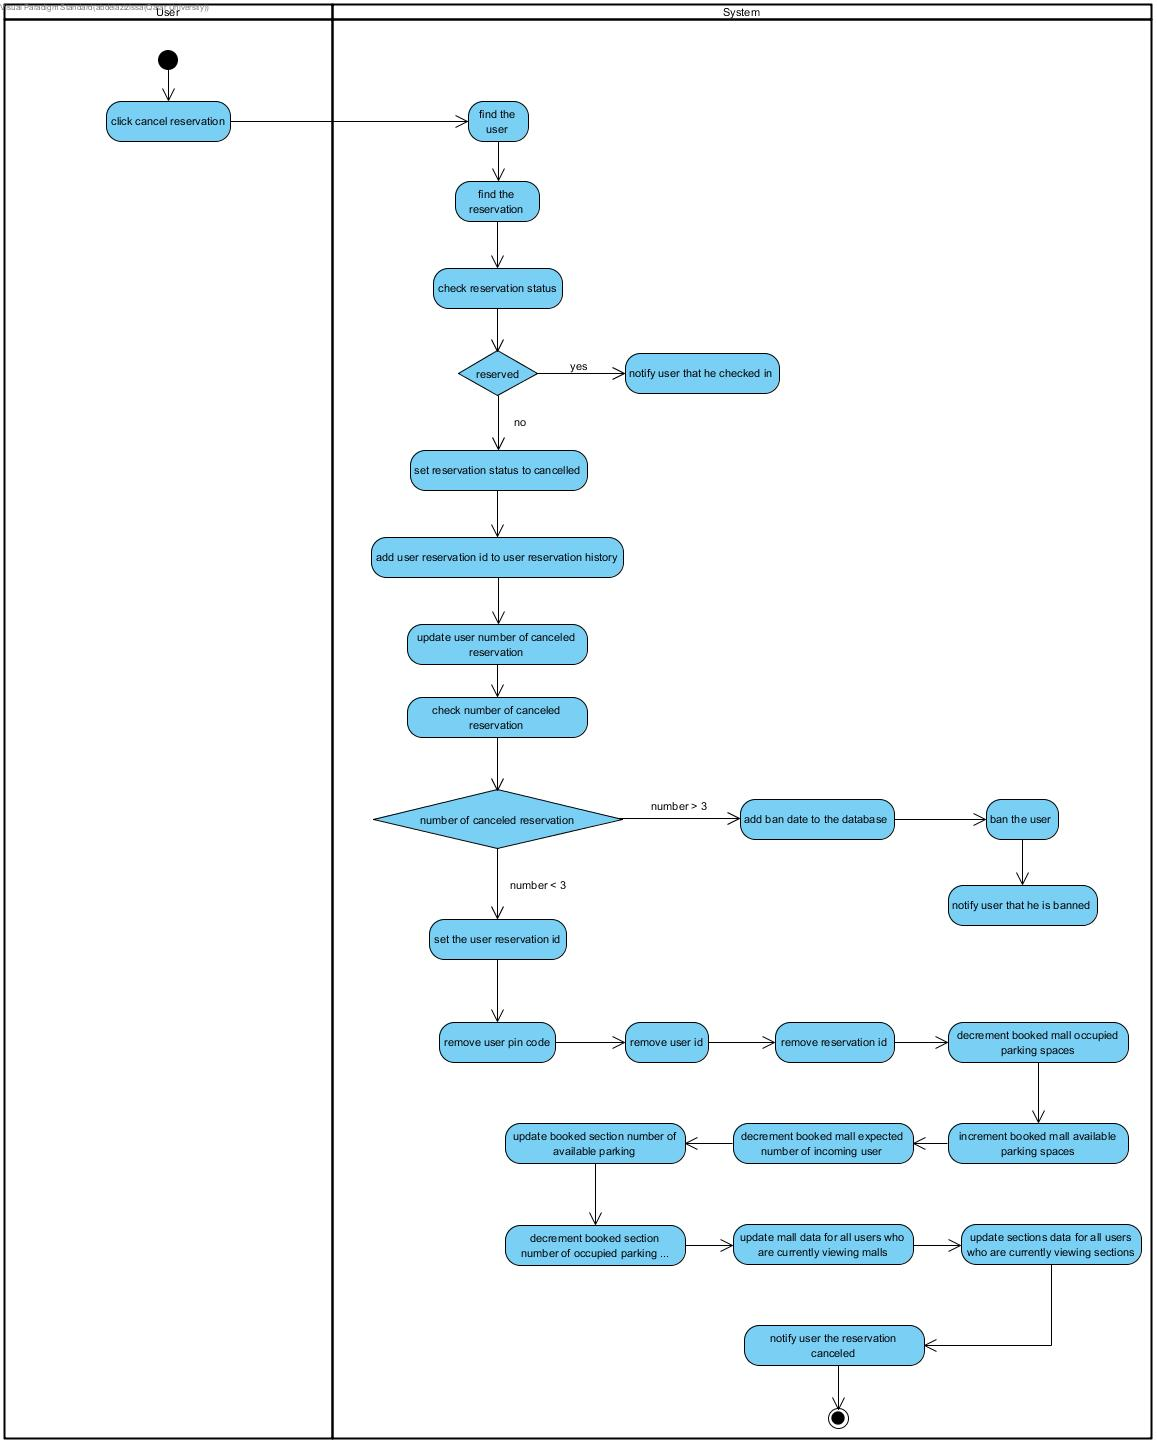 Visual Paradigm Standard(abdelazizissa(Qatar University))
User
System
click cancel reservation
find the
user
find the
reservation
check reservation status
reserved
yes
notify user that he checked in
no
set reservation status to cancelled
add user reservation id to user reservation history
update user number of canceled
reservation
check number of canceled
reservation
number of canceled reservation
number > 3
add ban date to the database
ban the user
number < 3
notify user that he is banned
set the user reservation id
remove user pin code
remove user id
remove reservation id
decrement booked mall occupied
parking spaces
update booked section number of
available parking
decrement booked mall expected
number of incoming user
increment booked mall available
parking spaces
decrement booked section
number of occupied parking ...
update mall data for all users who
are currently viewing malls
update sections data for all users
who are currently viewing sections
notify user the reservation
canceled